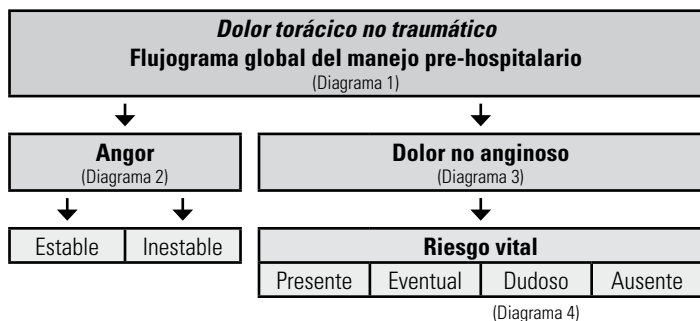 Dolor torácico no traumático
Flujograma global del manejo pre-hospitalario
(Diagrama 1)
Angor
(Diagrama 2)
Dolor no anginoso
(Diagrama 3)
Estable
Inestable
Riesgo vital
Presente
Eventual
Dudoso
Ausente
(Diagrama 4)